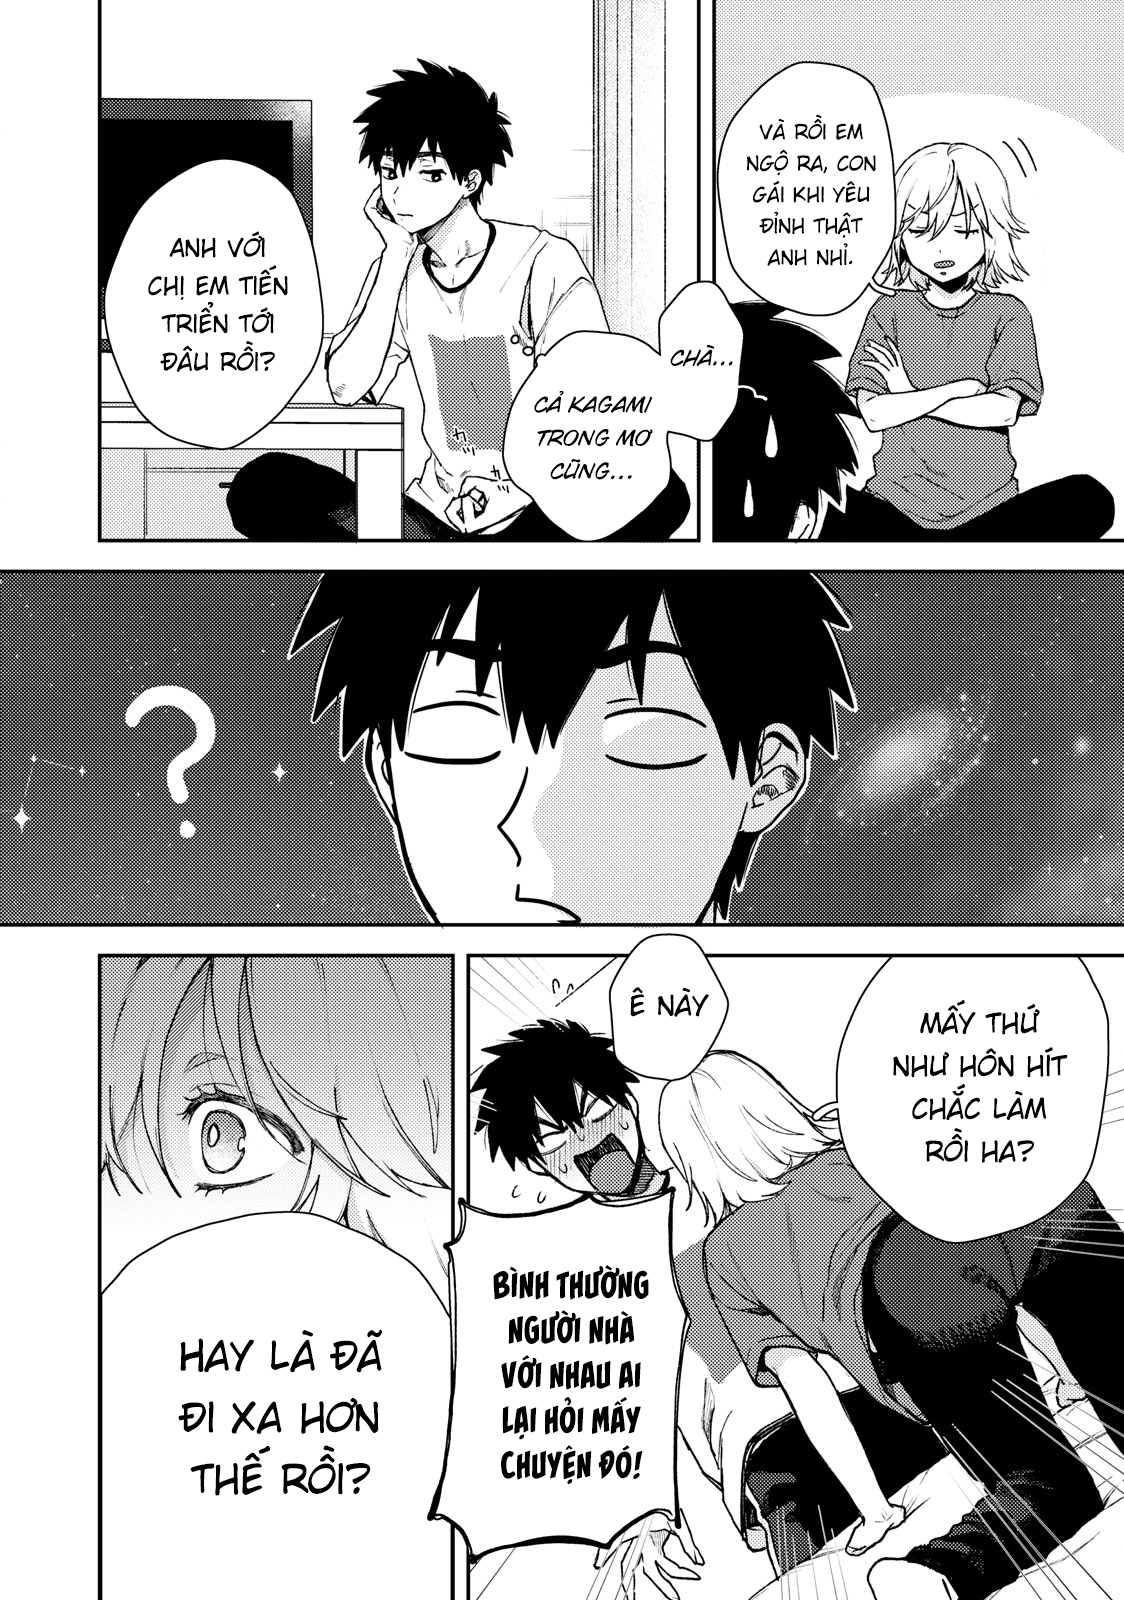 VÀ RỒI EM
NGỘ RA, CON
GÁI KHI YÊU
ĐỈNH THẬT
ANH NHỈ.
CHÀ...
CẢ KAGAMI
TRONG MƠ
CŨNG...
カガ
ANH VỚI
CHỊ EM TIẾN
TRIỂN TỚI
ĐÂU RỒI?
?
MẤY THỨ
NHƯ HÔN HÍT
CHẮC LÀM
RỒI HA?
Ê NÀY
BÌNH THƯỜNG
NGƯỜI NHÀ
VỚI NHAU AI
LẠI HỎI MẤY
CHUYỆN ĐÓ!
HAY LÀ ĐÃ
ĐI XA HƠN
THẾ RỒI?